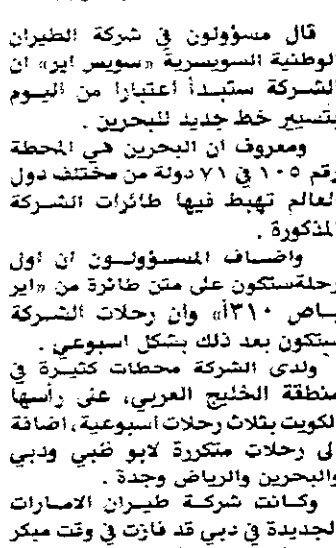 قال مسؤولون في شركة الطيران
الوطنية السويسرية «سويس اير» ان
الشركة ستبدأ أعتبارا من اليوم
بتسيير خط جديد للبحرين .
ومعروف ان البحرين هي المحطة
رقم ١٠٥ في ٧١ دولة من مختلف دول
العالم تهبط فيها طائرات الشركة
المذكورة .
واضاف المسؤولون ان اول
رحلة ستكون على متن طائرة من «اير
باص ٣١٠أ» وان رحلات الشركة
ستكون بعد ذلك بشكل اسبوعي .
ولدى الشركة محطات كثيرة في
منطقة الخليج العربي، على رأسها
الكويت بثلاث رحلات اسبوعية، اضافة
الى رحلات متكررة لابو ظبي ودبي
والبحرين والرياض وجدة .
وكانت شركة طيران الامارات
الجديدة في دبي قد فازت في وقت مبكر